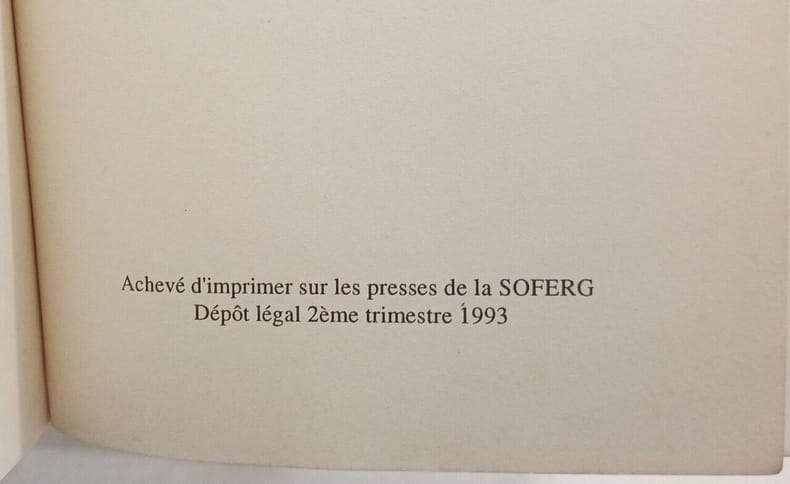 Achevé d'imprimer sur les presses de la SOFERG
Dépôt légal 2ème trimestre 1993